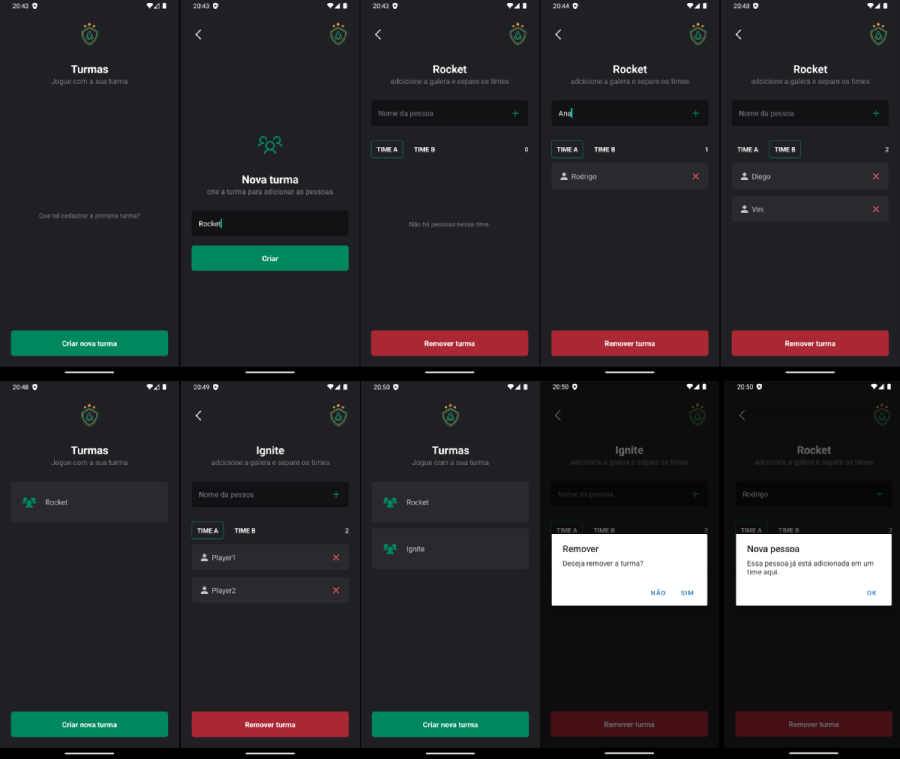 20:43
Turmas
Jogue com a sua turma
Que tal cadastrar a primeira turma?
Criar nova turma
20:43
Nova turma
crie a turma para adicionar as pessoas
Rocket
Criar
20:43
Rocket
adcicione a galera e separe os times
Nome da pessoa +
TIME A TIME B 0
Não há pessoas nesse time.
Remover turma
20:44
Rocket
adcicione a galera e separe os times
Ana +
TIME A TIME B 1
Rodrigo
Remover turma
20:48
Rocket
adcicione a galera e separe os times
Nome da pessoa +
TIME A TIME B 2
Diego
Vini
Remover turma
20:48
Turmas
Jogue com a sua turma
Rocket
Criar nova turma
20:49
Ignite
adcicione a galera e separe os times
Nome da pessoa +
TIME A TIME B 2
Player1
Player2
Remover turma
20:50
Turmas
Jogue com a sua turma
Rocket
Ignite
Criar nova turma
20:50
Ignite
adcicione a galera e separe os times
Nome da pessoa +
TIME A TIME B 2
Remover
Deseja remover a turma?
NÃO SIM
Remover turma
20:50
Rocket
adcicione a galera e separe os times
Rodrigo +
TIME A TIME B 2
Nova pessoa
Essa pessoa já está adicionada em um
time aqui.
OK
Remover turma